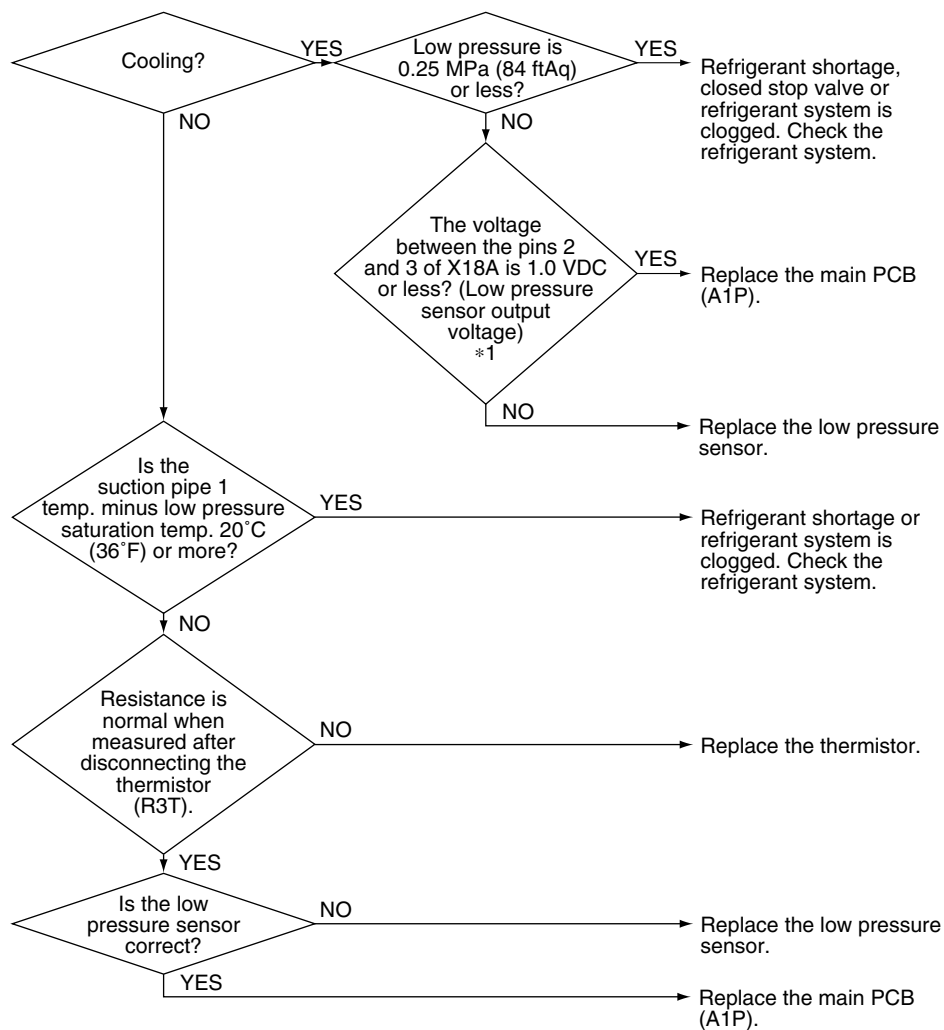 Cooling?
YES
Low pressure is
0.25 MPa (84 ftAq)
or less?
YES
Refrigerant shortage,
closed stop valve or
refrigerant system is
clogged. Check the
refrigerant system.
NO
NO
The voltage
between the pins 2
and 3 of X18A is 1.0 VDC
or less? (Low pressure
sensor output
voltage)
*1
YES
Replace the main PCB
(A1P).
NO
Replace the low pressure
sensor.
Is the
suction pipe 1
temp. minus low pressure
saturation temp. 20˚C
(36˚F) or more?
YES
Refrigerant shortage or
refrigerant system is
clogged. Check the
refrigerant system.
NO
Resistance is
normal when
measured after
disconnecting the
thermistor
(R3T).
NO
Replace the thermistor.
YES
Is the low
pressure sensor
correct?
NO
Replace the low pressure
sensor.
YES
Replace the main PCB
(A1P).